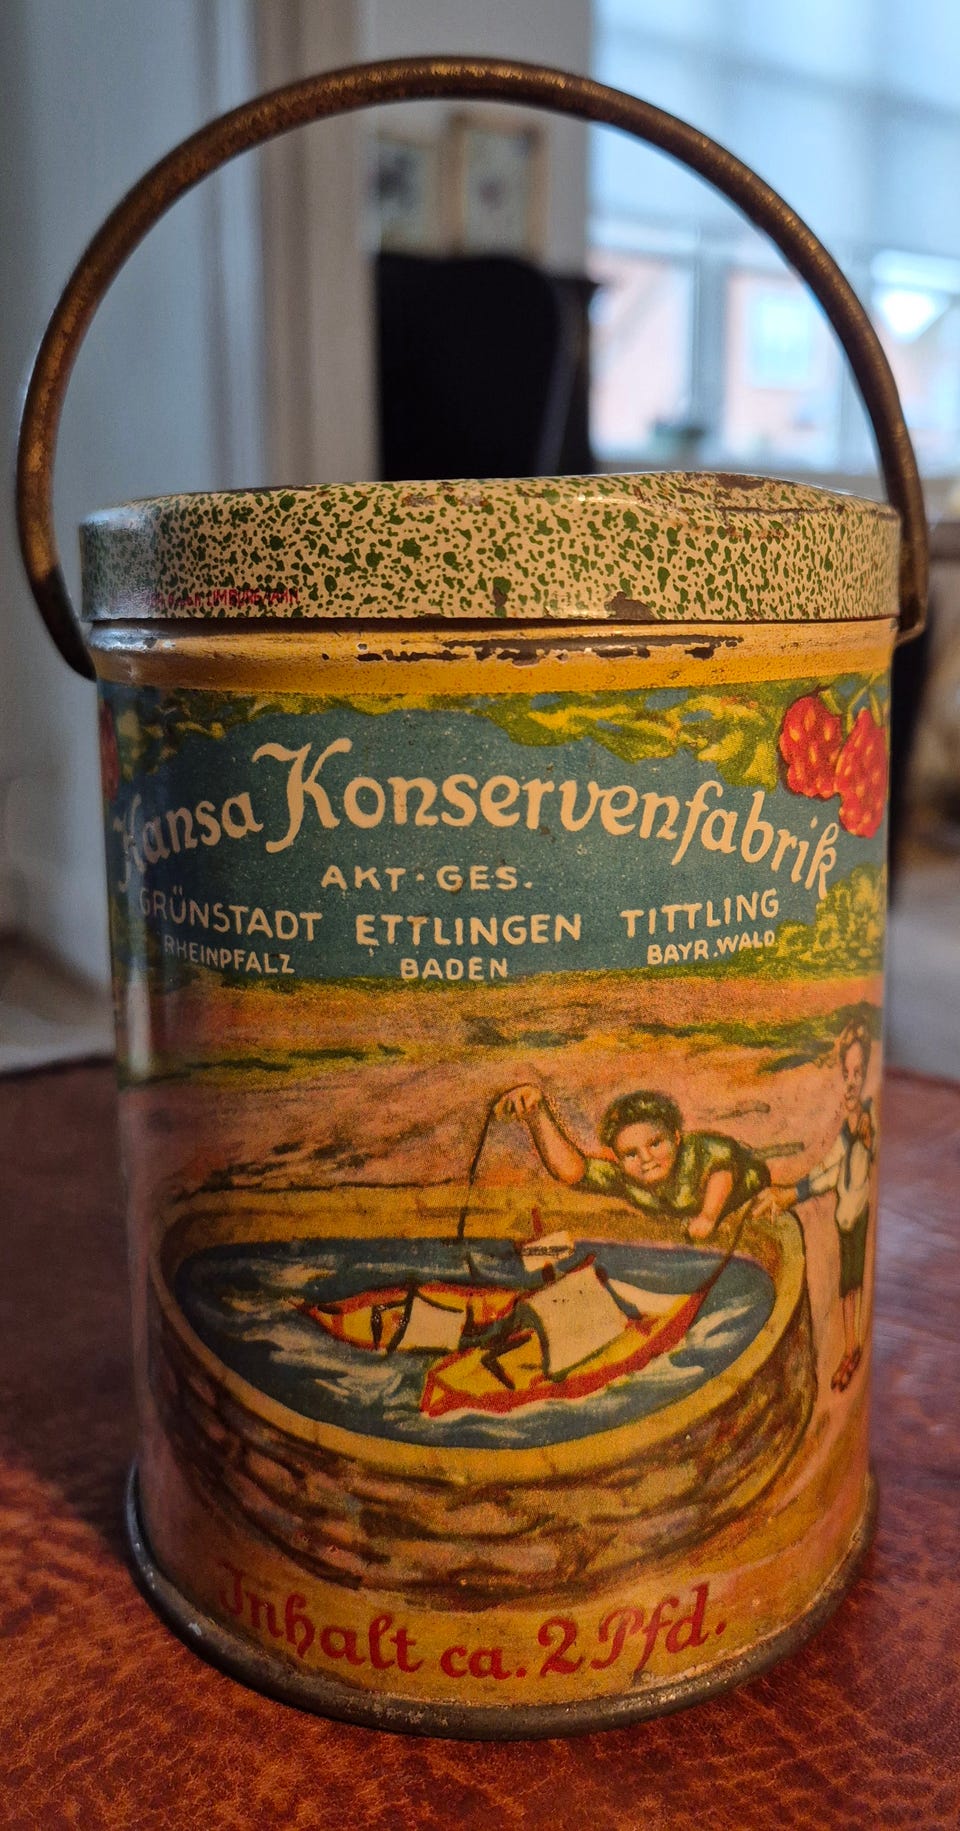 Hansa Konservenfabrik
AKT·GES.
GRÜNSTADT ETTLINGEN TITTLING
RHEINPFALZ BADEN BAYR.WALD
Inhalt ca. 2 Pfd.